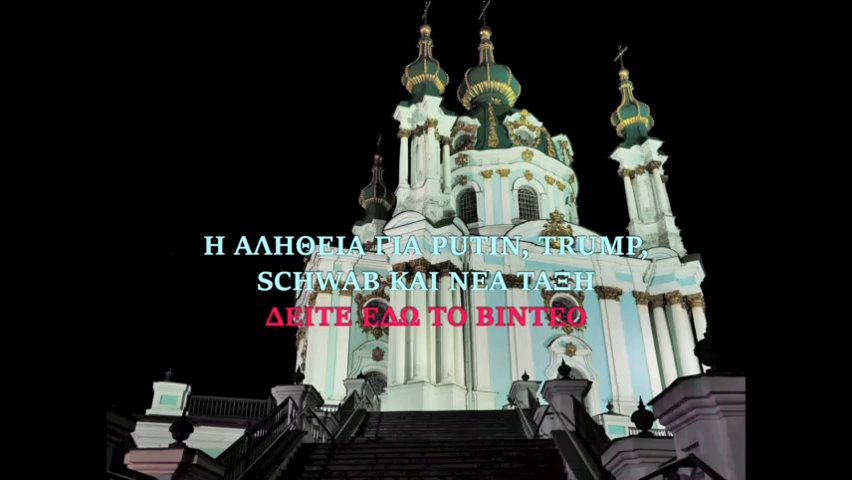 Η ΑΛΗΘΕΙΑ ΓΙΑ PUTIN, TRUMP,
SCHWAB ΚΑΙ ΝΕΑ ΤΑΞΗ
ΔΕΙΤΕ ΕΔΩ ΤΟ ΒΙΝΤΕΟ